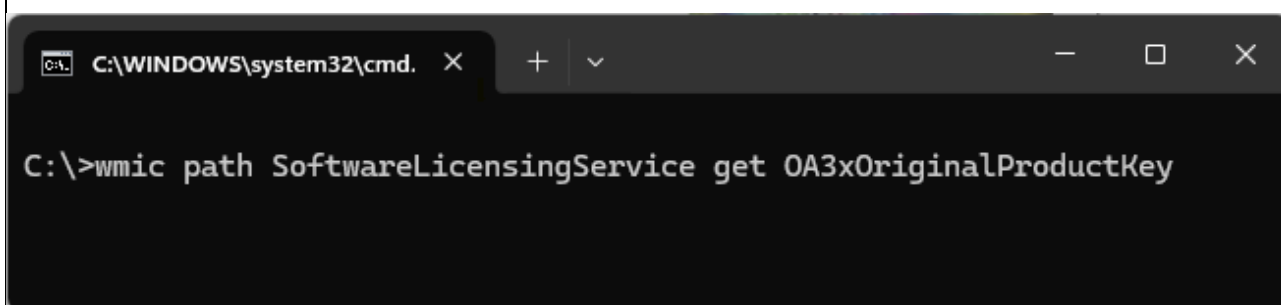 C:\WINDOWS\system32\cmd.
C:\>wmic path SoftwareLicensingService get OA3xOriginalProductKey